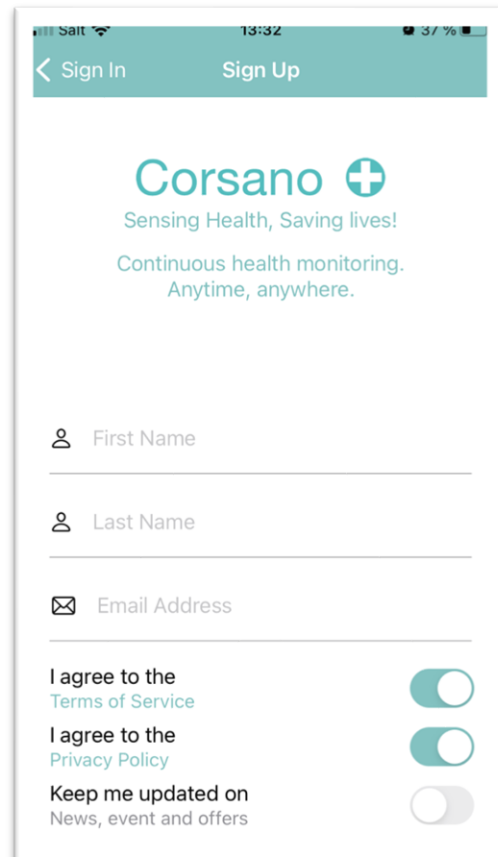 Salt 13:32 37 %
Sign In Sign Up
Corsano
Sensing Health, Saving lives!
Continuous health monitoring.
Anytime, anywhere.
First Name
Last Name
Email Address
I agree to the
Terms of Service
I agree to the
Privacy Policy
Keep me updated on
News, event and offers